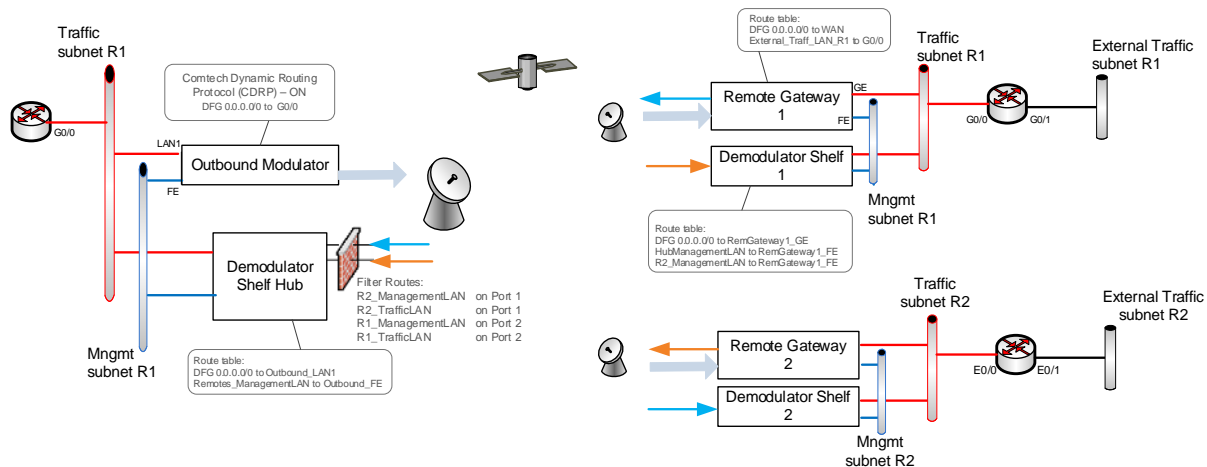 Traffic
subnet R1
G0/0
Comtech Dynamic Routing
Protocol (CDRP) – ON
DFG 0.0.0.0/0 to G0/0
LAN1
Outbound Modulator
FE
Demodulator
Shelf Hub
Filter Routes:
R2_ManagementLAN on Port 1
R2_TrafficLAN on Port 1
R1_ManagementLAN on Port 2
R1_TrafficLAN on Port 2
Mngmt
subnet R1
Route table:
DFG 0.0.0.0/0 to Outbound_LAN1
Remotes_ManagementLAN to Outbound_FE
Route table:
DFG 0.0.0.0/0 to WAN
External_Traff_LAN_R1 to G0/0
Traffic
subnet R1
External Traffic
subnet R1
Remote Gateway
1
GE
FE
G0/0
G0/1
Demodulator Shelf
1
Mngmt
subnet R1
Route table:
DFG 0.0.0.0/0 to RemGateway1_GE
HubManagementLAN to RemGateway1_FE
R2_ManagementLAN to RemGateway1_FE
Traffic
subnet R2
External Traffic
subnet R2
Remote Gateway
2
E0/0
E0/1
Demodulator Shelf
2
Mngmt
subnet R2